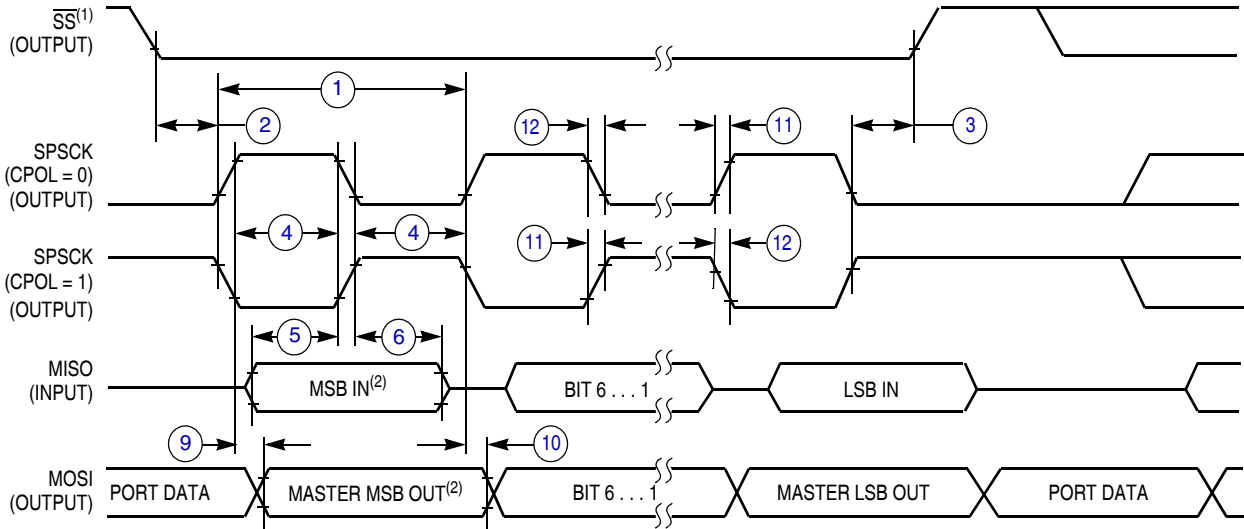 SS(1)
(OUTPUT)
1
2
12
11
3
SPSCK
(CPOL = 0)
(OUTPUT)
4
4
SPSCK
(CPOL = 1)
(OUTPUT)
11
12
5
6
MISO
(INPUT)
MSB IN(2)
BIT 6 . . . 1
LSB IN
9
10
MOSI
(OUTPUT)
PORT DATA
MASTER MSB OUT(2)
BIT 6 . . . 1
MASTER LSB OUT
PORT DATA